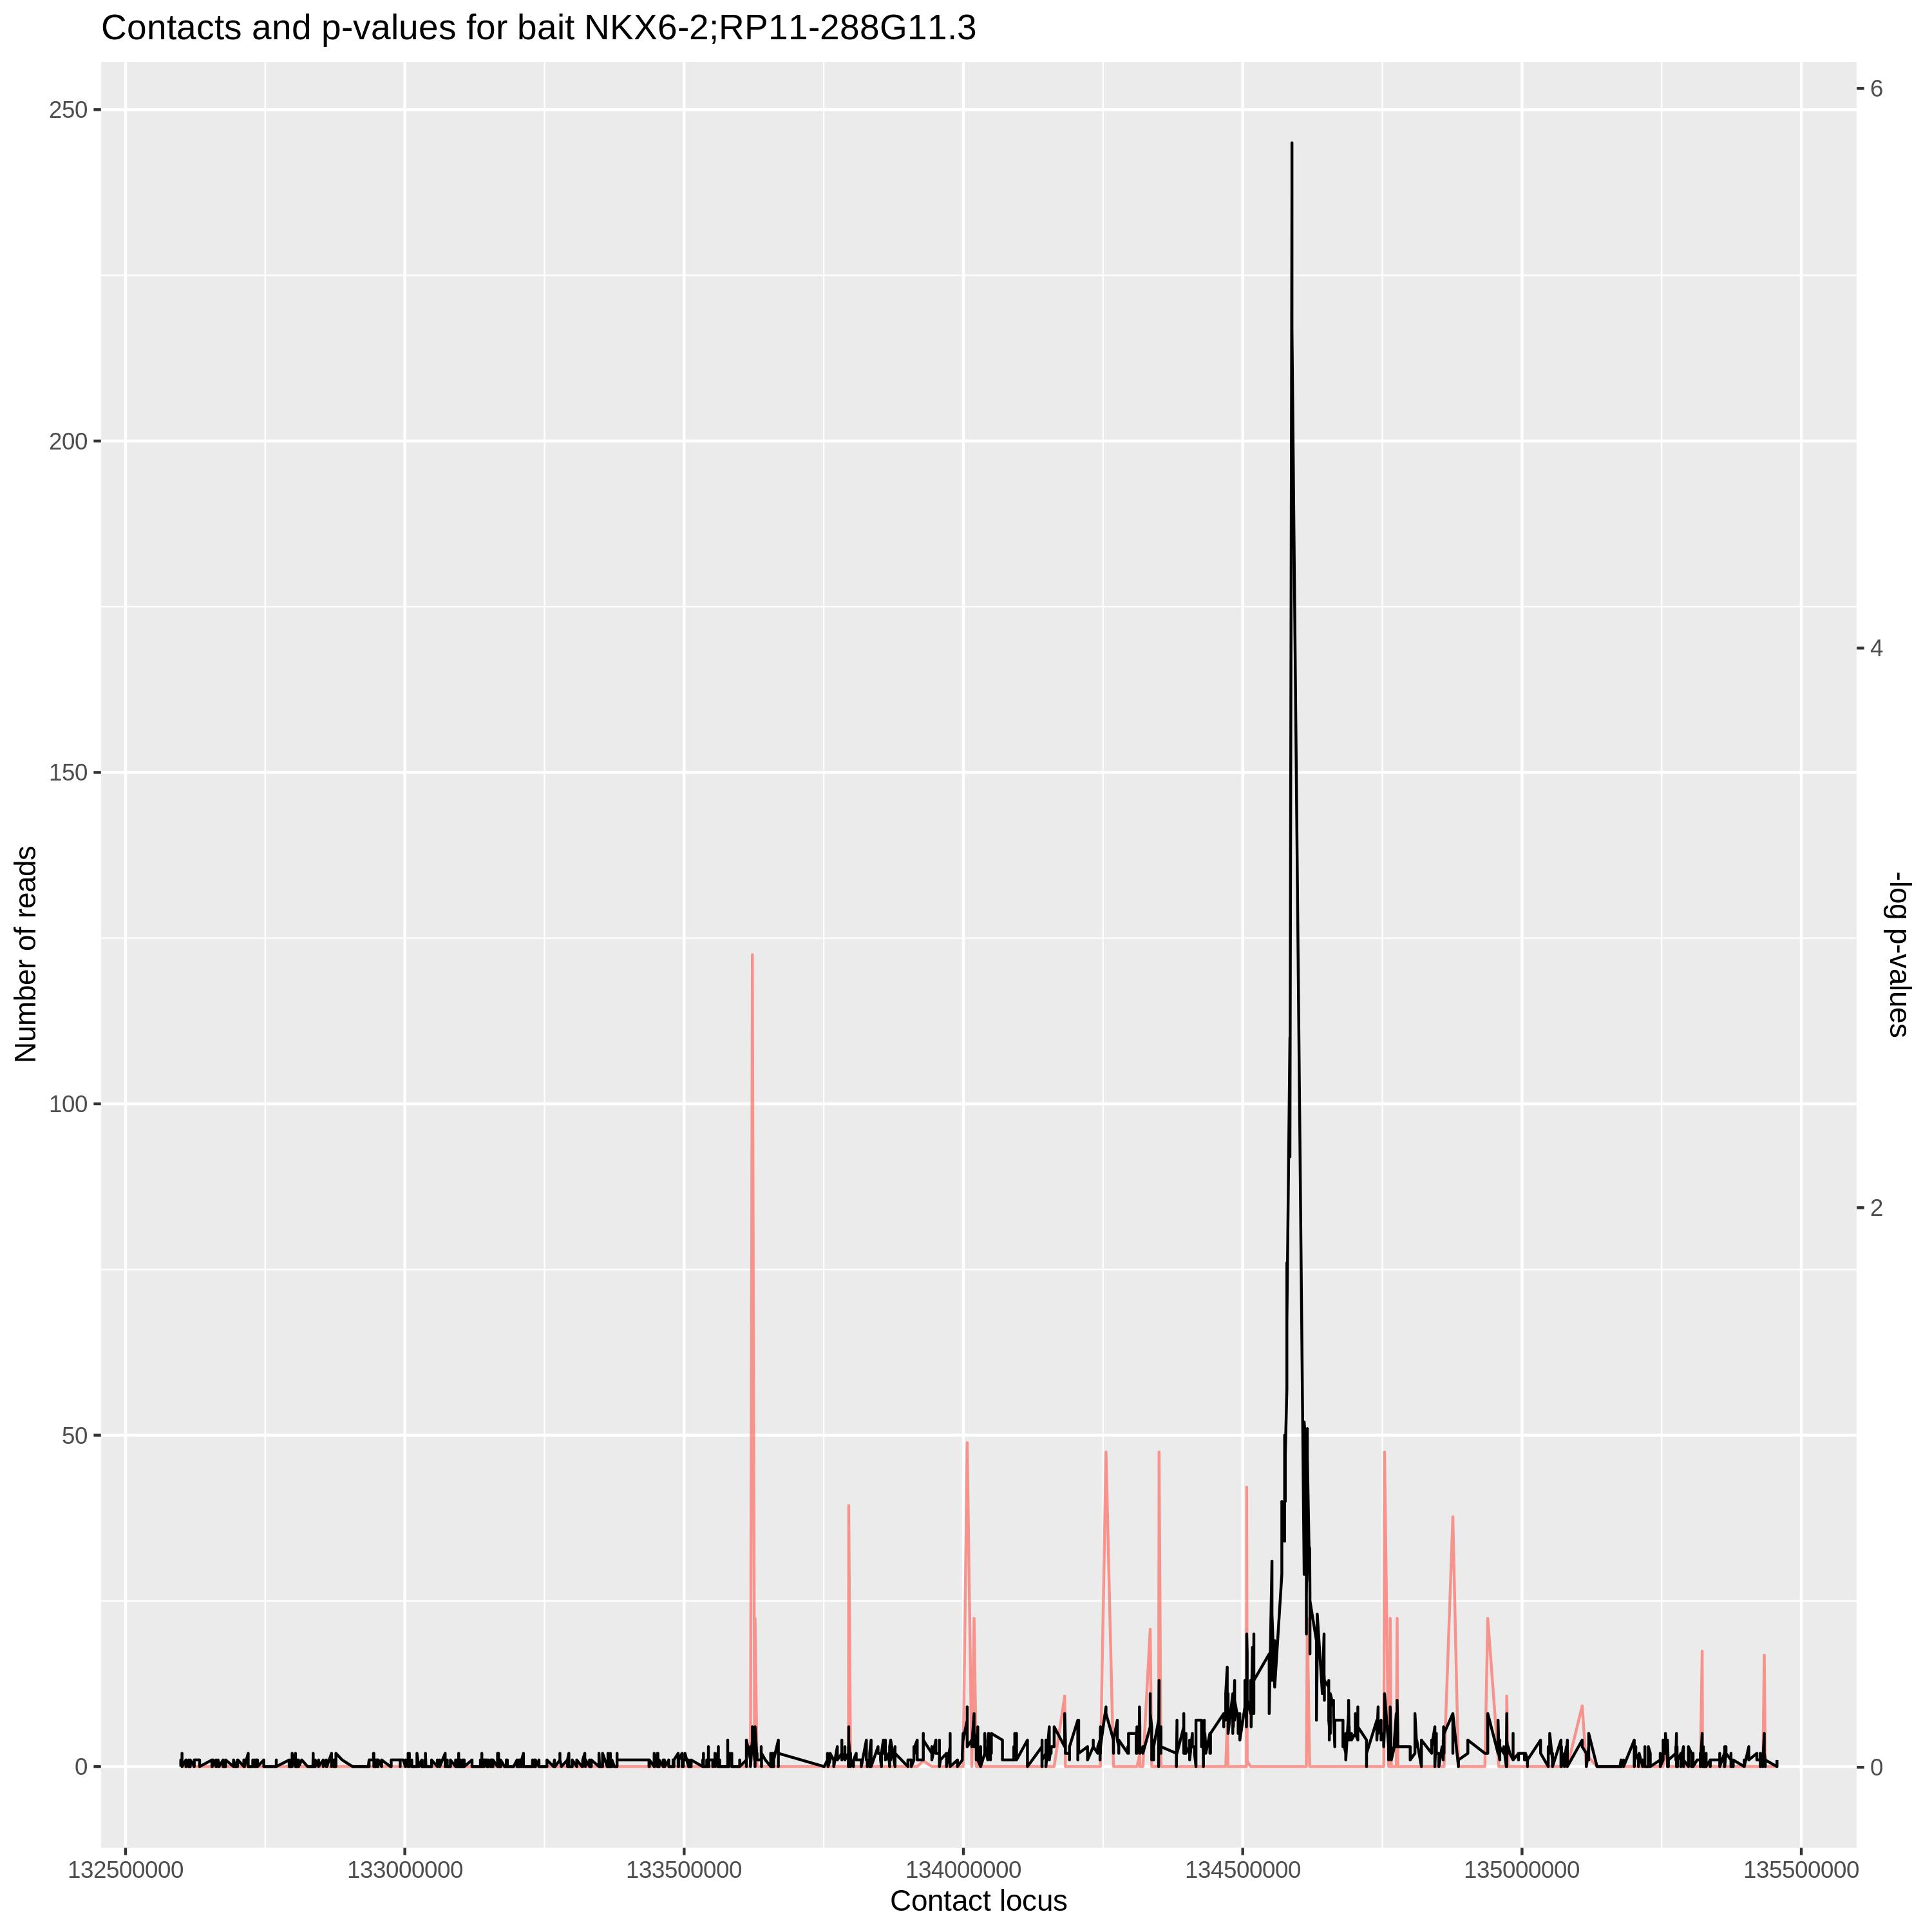 Contacts and p-values for bait NKX6-2;RP11-288G11.3
250
200
150
100
50
0
Number of reads
6
4
2
0
-log p-values
132500000 133000000 133500000 134000000 134500000 135000000 135500000
Contact locus